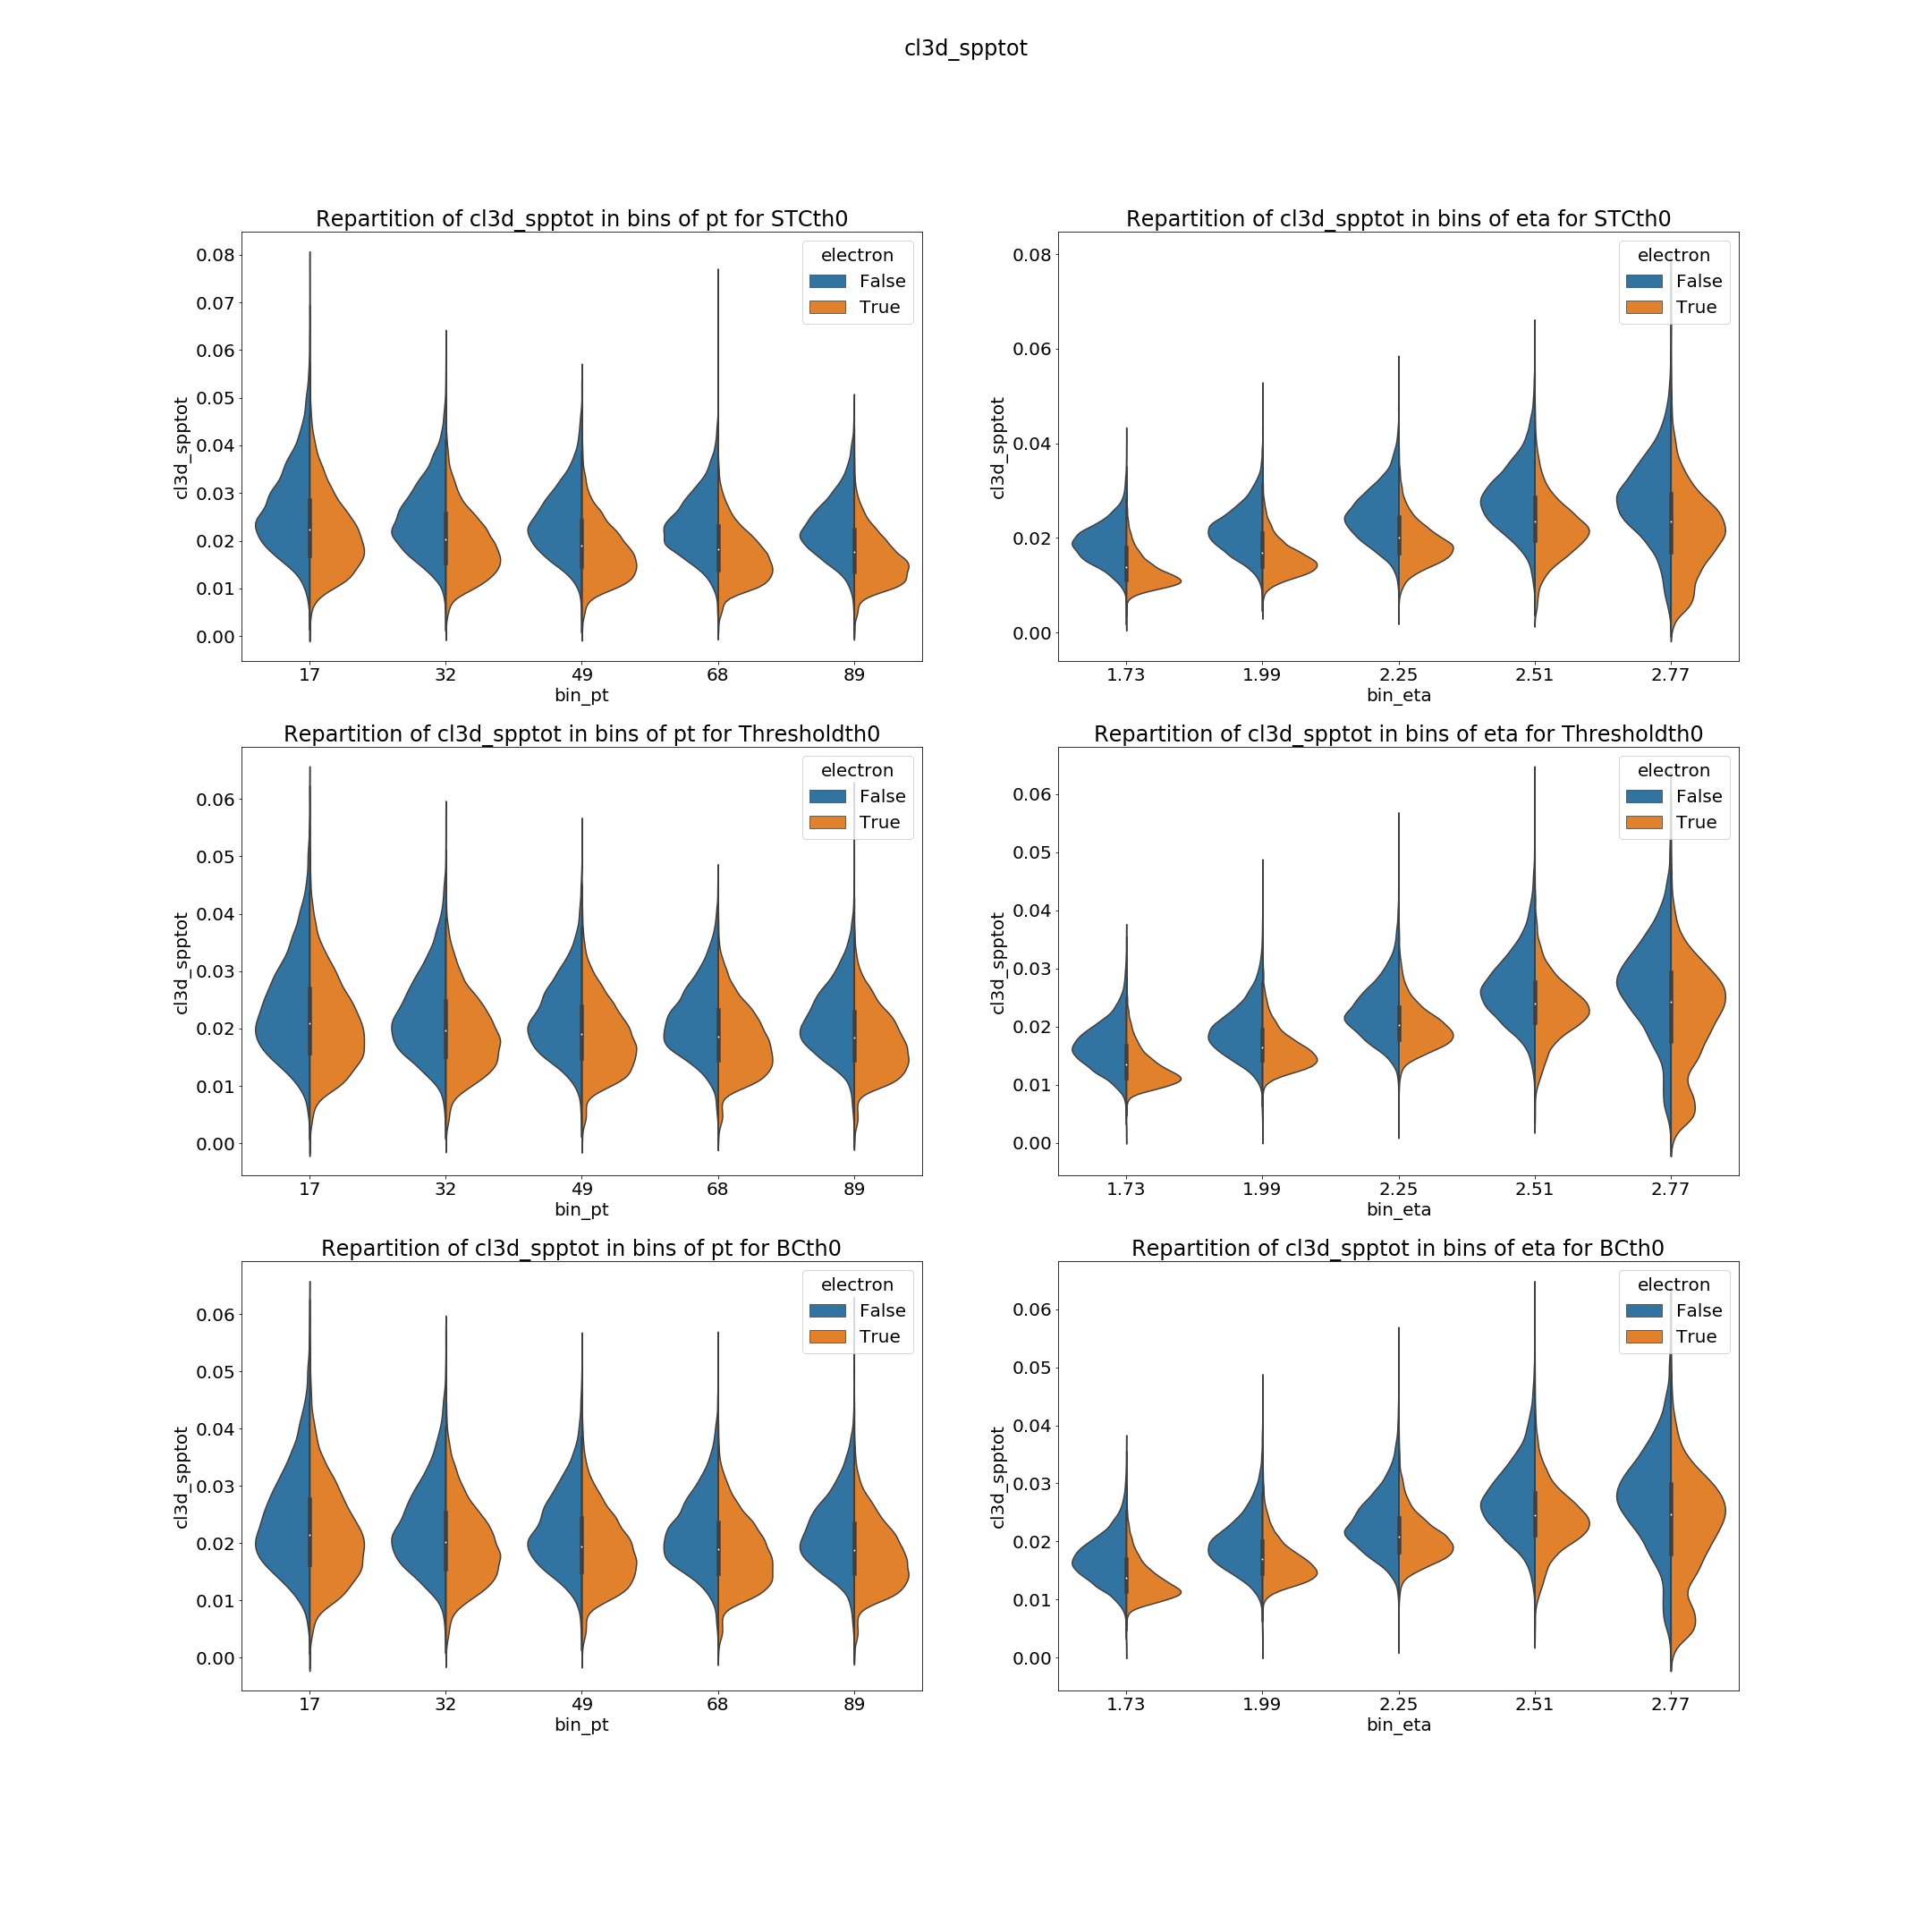 cl3d_spptot
Repartition of cl3d_spptot in bins of pt for STCth0
electron
False
True
0.08
0.07
0.06
0.05
0.04
0.03
0.02
0.01
0.00
cl3d_spptot
17 32 49 68 89
bin_pt
Repartition of cl3d_spptot in bins of eta for STCth0
electron
False
True
0.08
0.06
0.04
0.02
0.00
cl3d_spptot
1.73 1.99 2.25 2.51 2.77
bin_eta
Repartition of cl3d_spptot in bins of pt for Thresholdth0
electron
False
True
0.06
0.05
0.04
0.03
0.02
0.01
0.00
cl3d_spptot
17 32 49 68 89
bin_pt
Repartition of cl3d_spptot in bins of eta for Thresholdth0
electron
False
True
0.06
0.05
0.04
0.03
0.02
0.01
0.00
cl3d_spptot
1.73 1.99 2.25 2.51 2.77
bin_eta
Repartition of cl3d_spptot in bins of pt for BCth0
electron
False
True
0.06
0.05
0.04
0.03
0.02
0.01
0.00
cl3d_spptot
17 32 49 68 89
bin_pt
Repartition of cl3d_spptot in bins of eta for BCth0
electron
False
True
0.06
0.05
0.04
0.03
0.02
0.01
0.00
cl3d_spptot
1.73 1.99 2.25 2.51 2.77
bin_eta